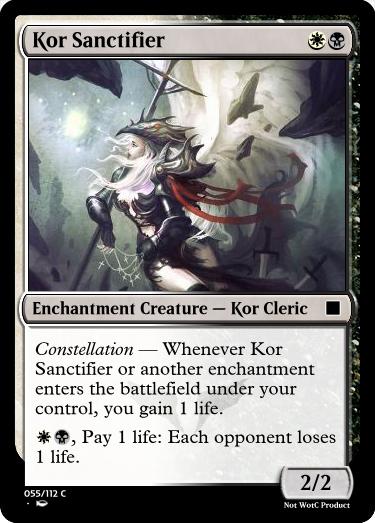 Kor Sanctifier
Enchantment Creature — Kor Cleric
Constellation — Whenever Kor
Sanctifier or another enchantment
enters the battlefield under your
control, you gain 1 life.
, Pay 1 life: Each opponent loses
1 life.
2/2
055/112 C
Not WotC Product